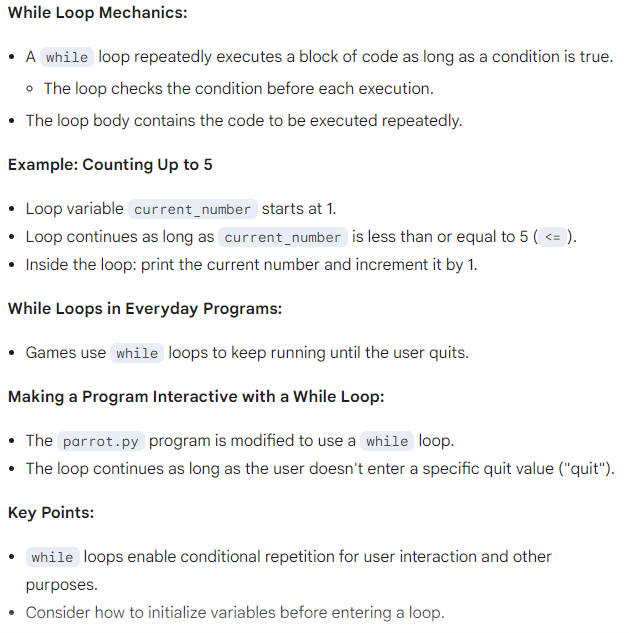 While Loop Mechanics:
• A while loop repeatedly executes a block of code as long as a condition is true.
◦ The loop checks the condition before each execution.
• The loop body contains the code to be executed repeatedly.
Example: Counting Up to 5
• Loop variable current_number starts at 1.
• Loop continues as long as current_number is less than or equal to 5 ( <= ).
• Inside the loop: print the current number and increment it by 1.
While Loops in Everyday Programs:
• Games use while loops to keep running until the user quits.
Making a Program Interactive with a While Loop:
• The parrot.py program is modified to use a while loop.
• The loop continues as long as the user doesn't enter a specific quit value ("quit").
Key Points:
• while loops enable conditional repetition for user interaction and other
purposes.
• Consider how to initialize variables before entering a loop.